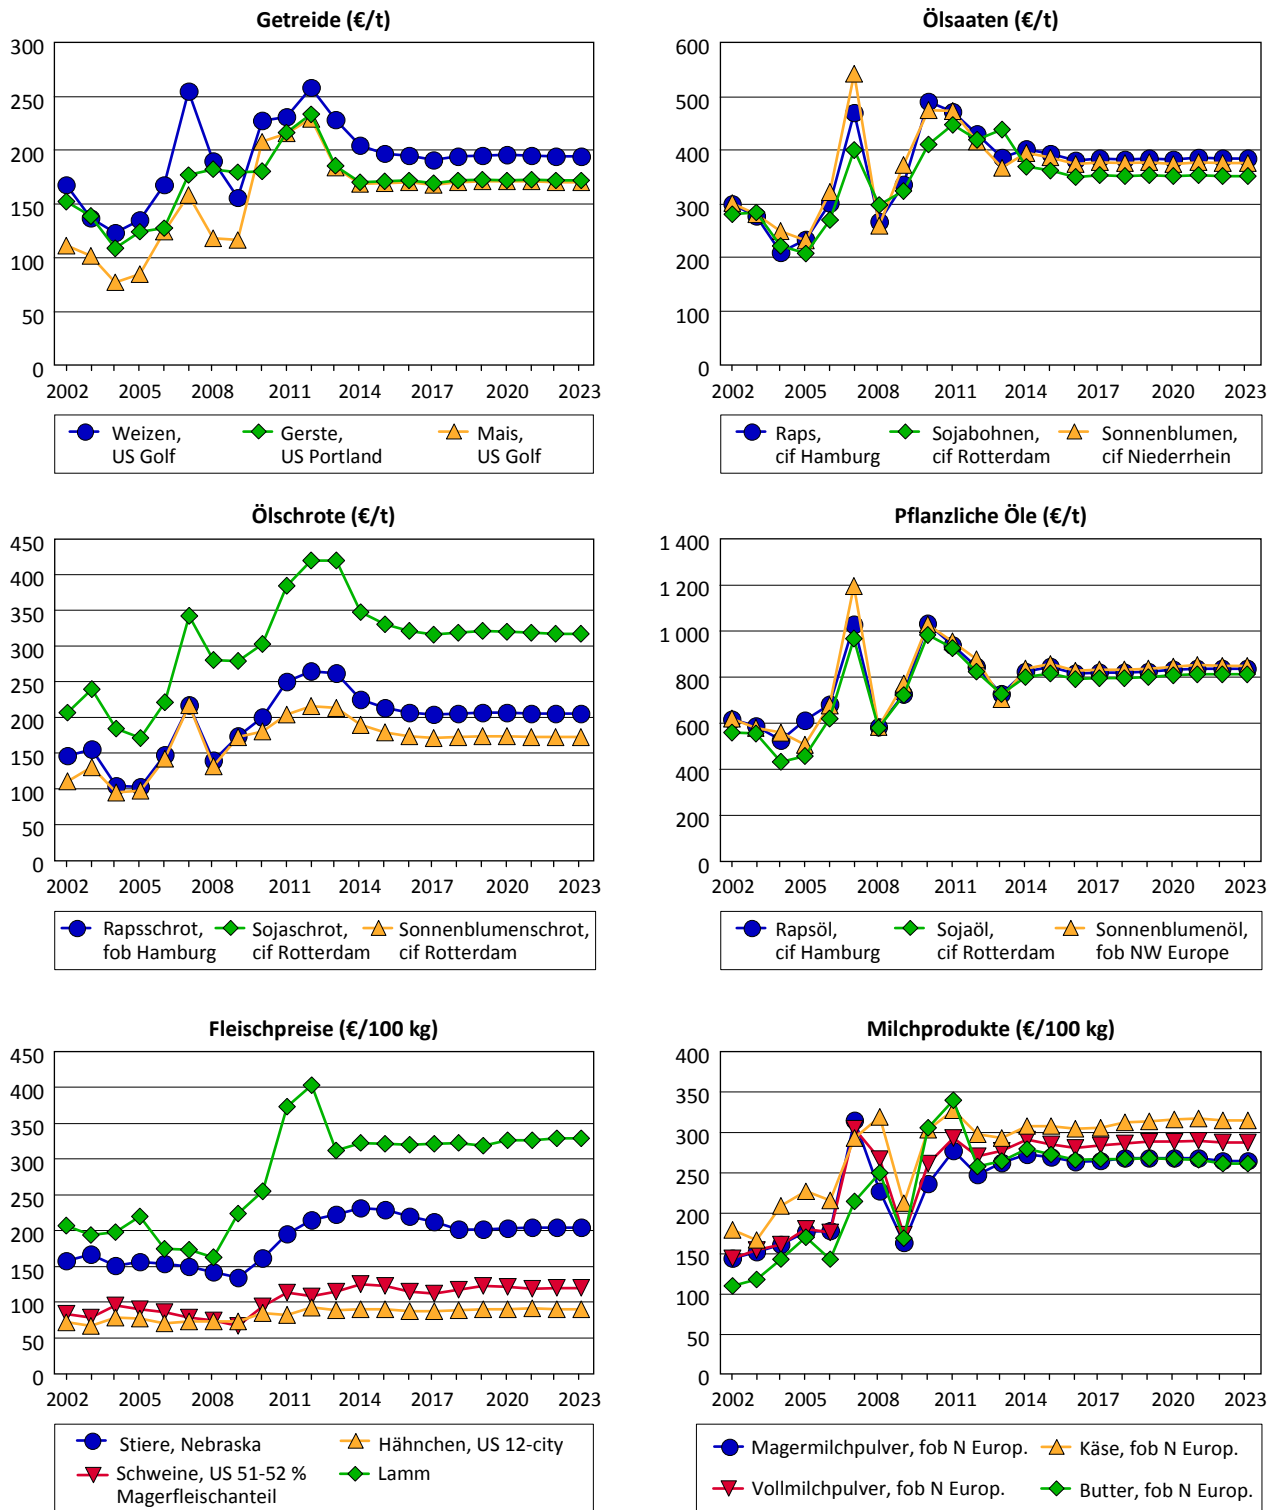 Getreide (€/t)
300
250
200
150
100
50
0
2002 2005 2008 2011 2014 2017 2020 2023
Weizen, US Golf
Gerste, US Portland
Mais, US Golf
Ölsaaten (€/t)
600
500
400
300
200
100
0
2002 2005 2008 2011 2014 2017 2020 2023
Raps, cif Hamburg
Sojabohnen, cif Rotterdam
Sonnenblumen, cif Niederrhein
Ölschrote (€/t)
450
400
350
300
250
200
150
100
50
0
2002 2005 2008 2011 2014 2017 2020 2023
Rapsschrot, fob Hamburg
Sojaschrot, cif Rotterdam
Sonnenblumenschrot, cif Rotterdam
Pflanzliche Öle (€/t)
1 400
1 200
1 000
800
600
400
200
0
2002 2005 2008 2011 2014 2017 2020 2023
Rapsöl, cif Hamburg
Sojaöl, cif Rotterdam
Sonnenblumenöl, fob NW Europe
Fleischpreise (€/100 kg)
450
400
350
300
250
200
150
100
50
0
2002 2005 2008 2011 2014 2017 2020 2023
Stiere, Nebraska
Hähnchen, US 12-city
Schweine, US 51-52 % Magerfleischanteil
Lamm
Milchprodukte (€/100 kg)
400
350
300
250
200
150
100
50
0
2002 2005 2008 2011 2014 2017 2020 2023
Magermilchpulver, fob N Europ.
Käse, fob N Europ.
Vollmilchpulver, fob N Europ.
Butter, fob N Europ.